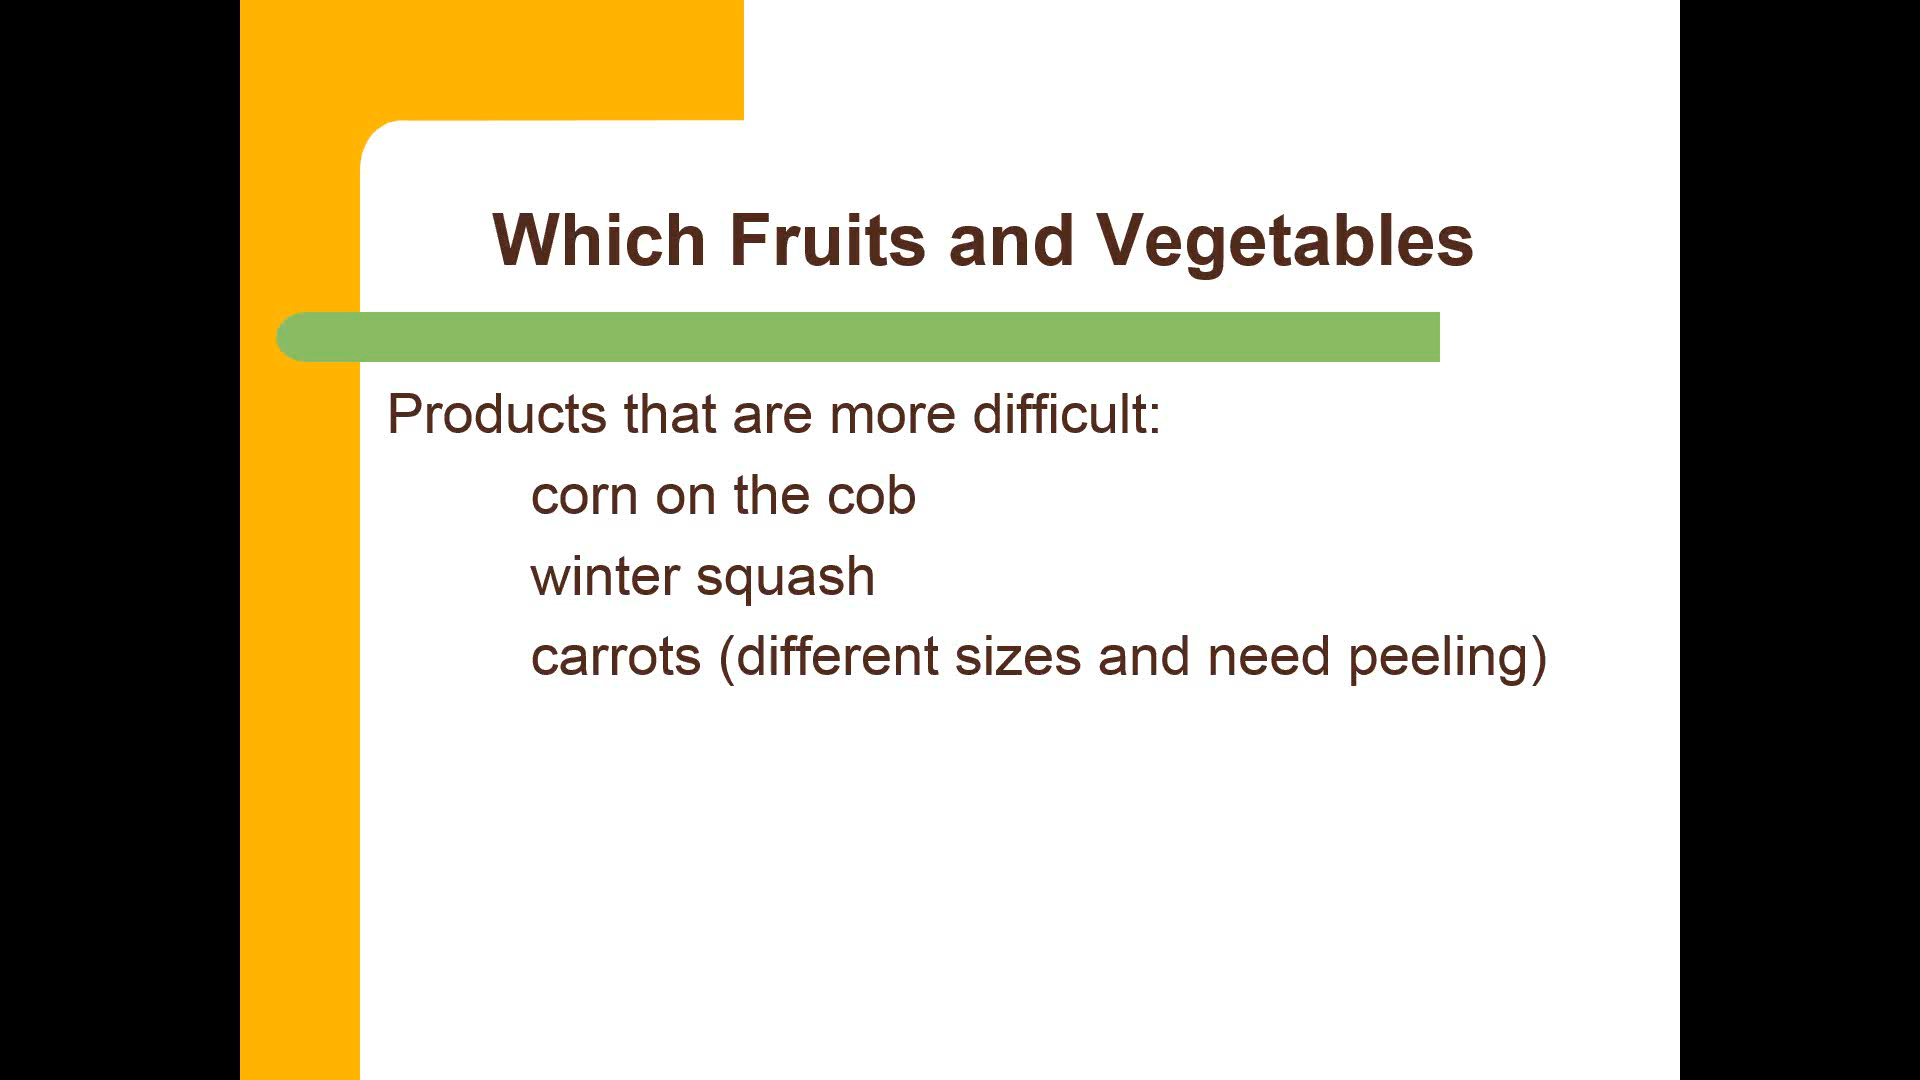 Which Fruits and Vegetables
Products that are more difficult:
corn on the cob
winter squash
carrots (different sizes and need peeling)